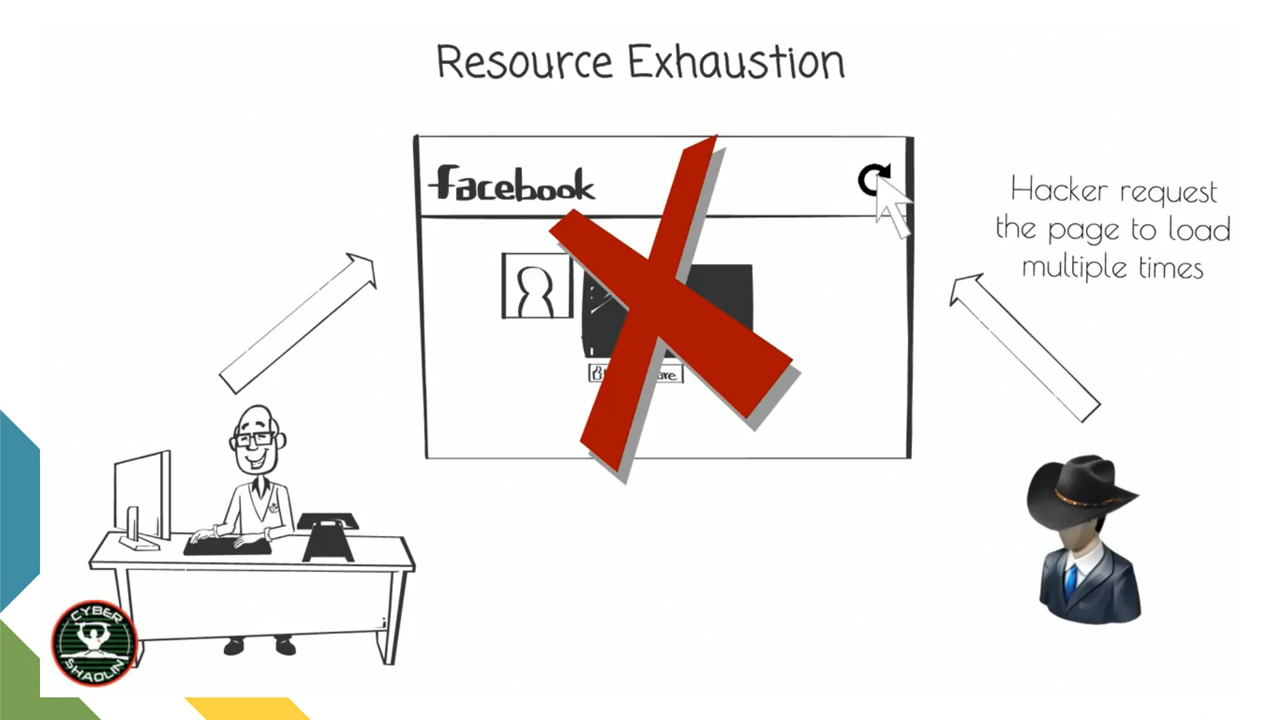 Resource Exhaustion
facebook
Hacker request
the page to load
multiple times
CYBER
SHAOLIN